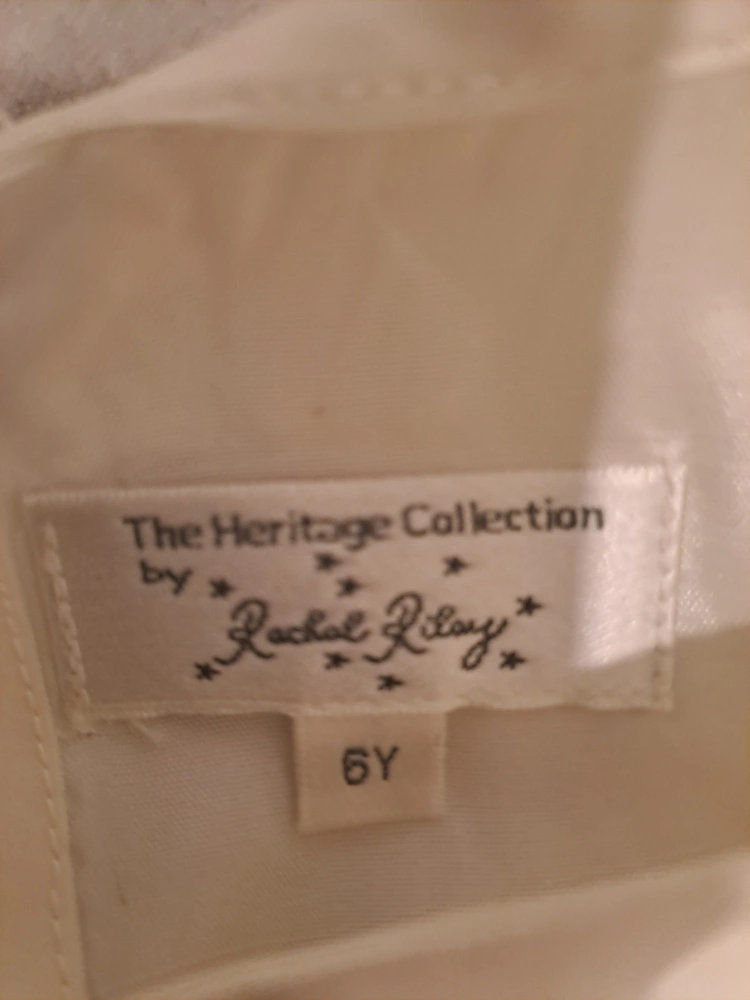 The Heritage Collection
by
Rachel Riley
6Y